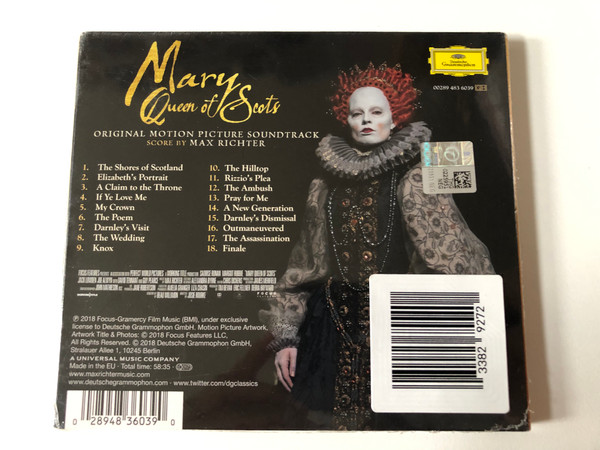 Mary
Queen of Scots
ORIGINAL MOTION PICTURE SOUNDTRACK
SCORE BY MAX RICHTER
Deutsche
Grammophon
00289 483 6039 GH
1. The Shores of Scotland
2. Elizabeth's Portrait
3. A Claim to the Throne
4. If Ye Love Me
5. My Crown
6. The Poem
7. Darnley's Visit
8. The Wedding
9. Knox
10. The Hilltop
11. Rizzio's Plea
12. The Ambush
13. Pray for Me
14. A New Generation
15. Darnley's Dismissal
16. Outmaneuvered
17. The Assassination
18. Finale
℗ 2018 Focus-Gramercy Film Music (BMI), under exclusive
license to Deutsche Grammophon GmbH. Motion Picture Artwork,
Artwork Title & Photos: © 2018 Focus Features LLC.
All Rights Reserved. © 2018 Deutsche Grammophon GmbH,
Stralauer Allee 1, 10245 Berlin
A UNIVERSAL MUSIC COMPANY
Made in the EU · Total time: 58:35 ·
www.maxrichtermusic.com
www.deutschegrammophon.com · www.twitter.com/dgclassics
0 28948 36039 0
3382 9272